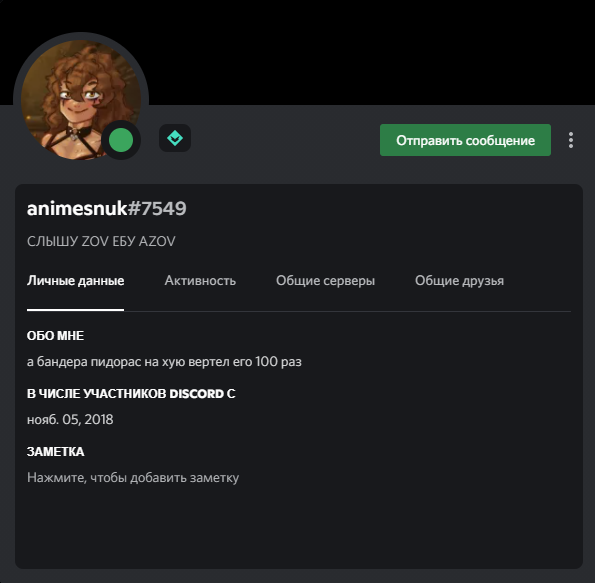 Отправить сообщение
animesnuk#7549
СЛЫШУ ZOV ЕБУ AZOV
Личные данные Активность Общие серверы Общие друзья
ОБО МНЕ
а бандера пидорас на хую вертел его 100 раз
В ЧИСЛЕ УЧАСТНИКОВ DISCORD С
нояб. 05, 2018
ЗАМЕТКА
Нажмите, чтобы добавить заметку